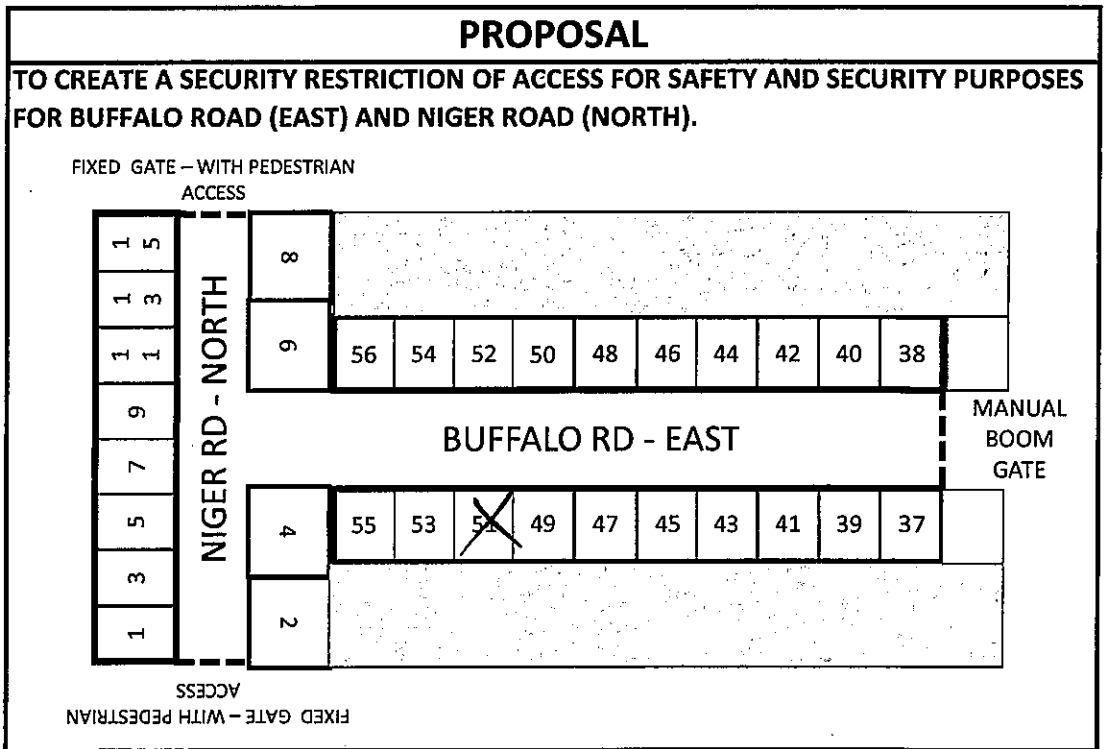 PROPOSAL
TO CREATE A SECURITY RESTRICTION OF ACCESS FOR SAFETY AND SECURITY PURPOSES
FOR BUFFALO ROAD (EAST) AND NIGER ROAD (NORTH).
FIXED GATE – WITH PEDESTRIAN
ACCESS
15
13
11
9
7
5
3
1
NIGER RD - NORTH
8
6
4
2
56 54 52 50 48 46 44 42 40 38
BUFFALO RD - EAST
MANUAL
BOOM
GATE
55 53 51 49 47 45 43 41 39 37
FIXED GATE – WITH PEDESTRIAN
ACCESS